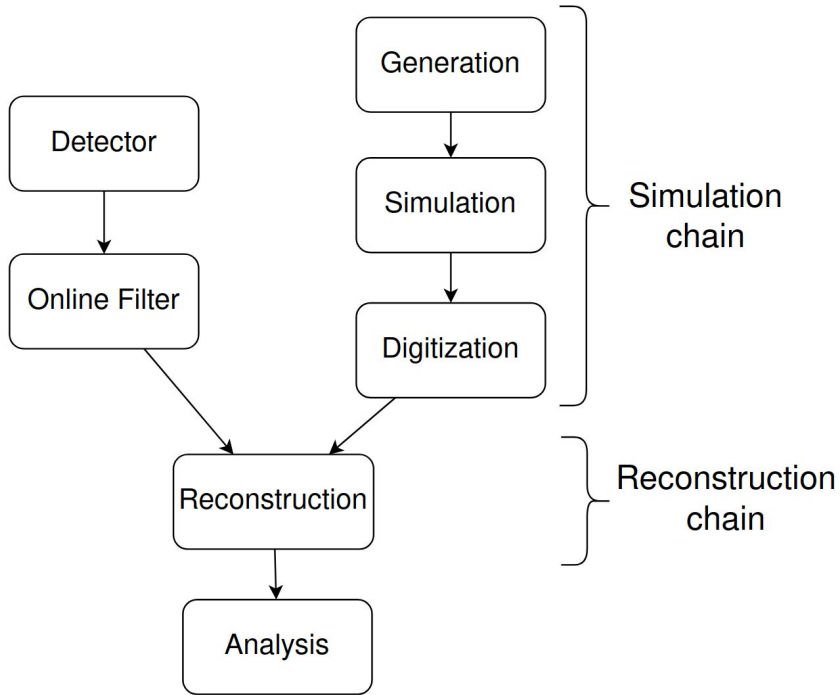 Generation
Detector
Simulation
Simulation
chain
Online Filter
Digitization
Reconstruction
Reconstruction
chain
Analysis